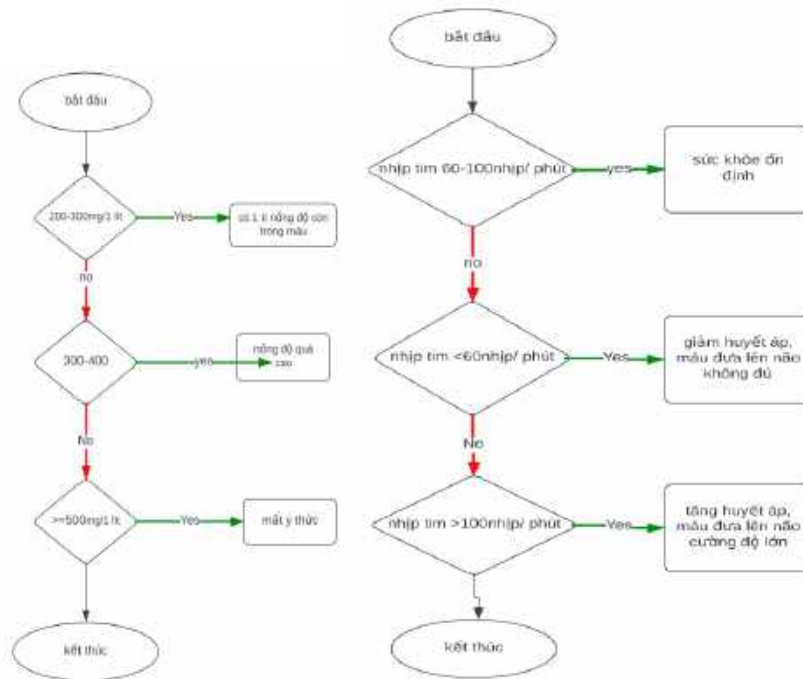 bắt đầu
200-300mg/1 lít
Yes
có 1 ít nồng độ cồn
trong máu
no
300-400
yes
nồng độ quá
cao
No
>=500mg/1 lít
Yes
mất ý thức
kết thúc
bắt đầu
nhịp tim 60-100nhịp/ phút
yes
sức khỏe ổn
định
no
nhịp tim <60nhịp/ phút
Yes
giảm huyết áp,
máu đưa lên não
không đủ
No
nhịp tim >100nhịp/ phút
Yes
tăng huyết áp,
máu đưa lên não
cường độ lớn
kết thúc